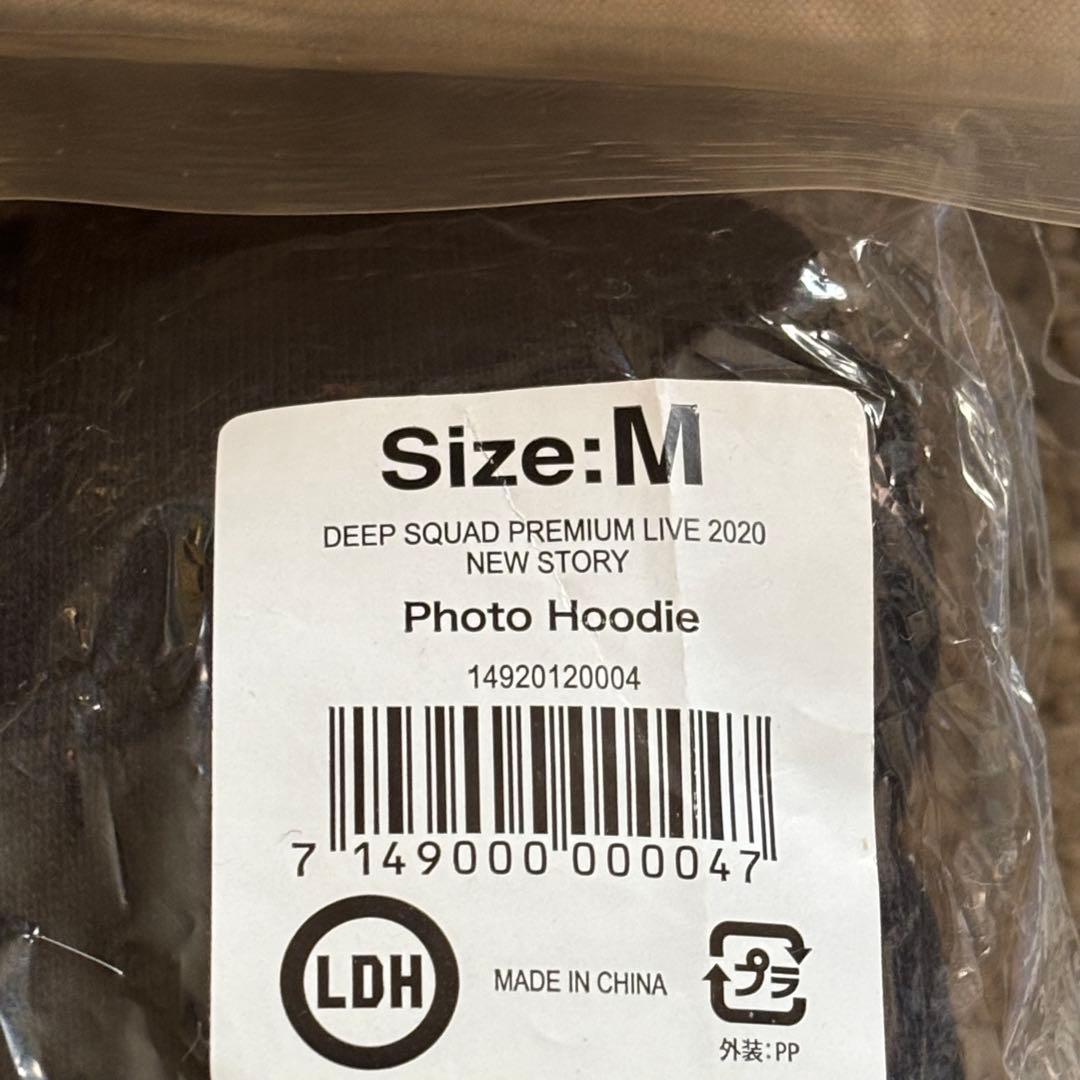 Size:M
DEEP SQUAD PREMIUM LIVE 2020
NEW STORY
Photo Hoodie
14920120004
7 149000 000047
LDH
MADE IN CHINA
プラ
外装:PP